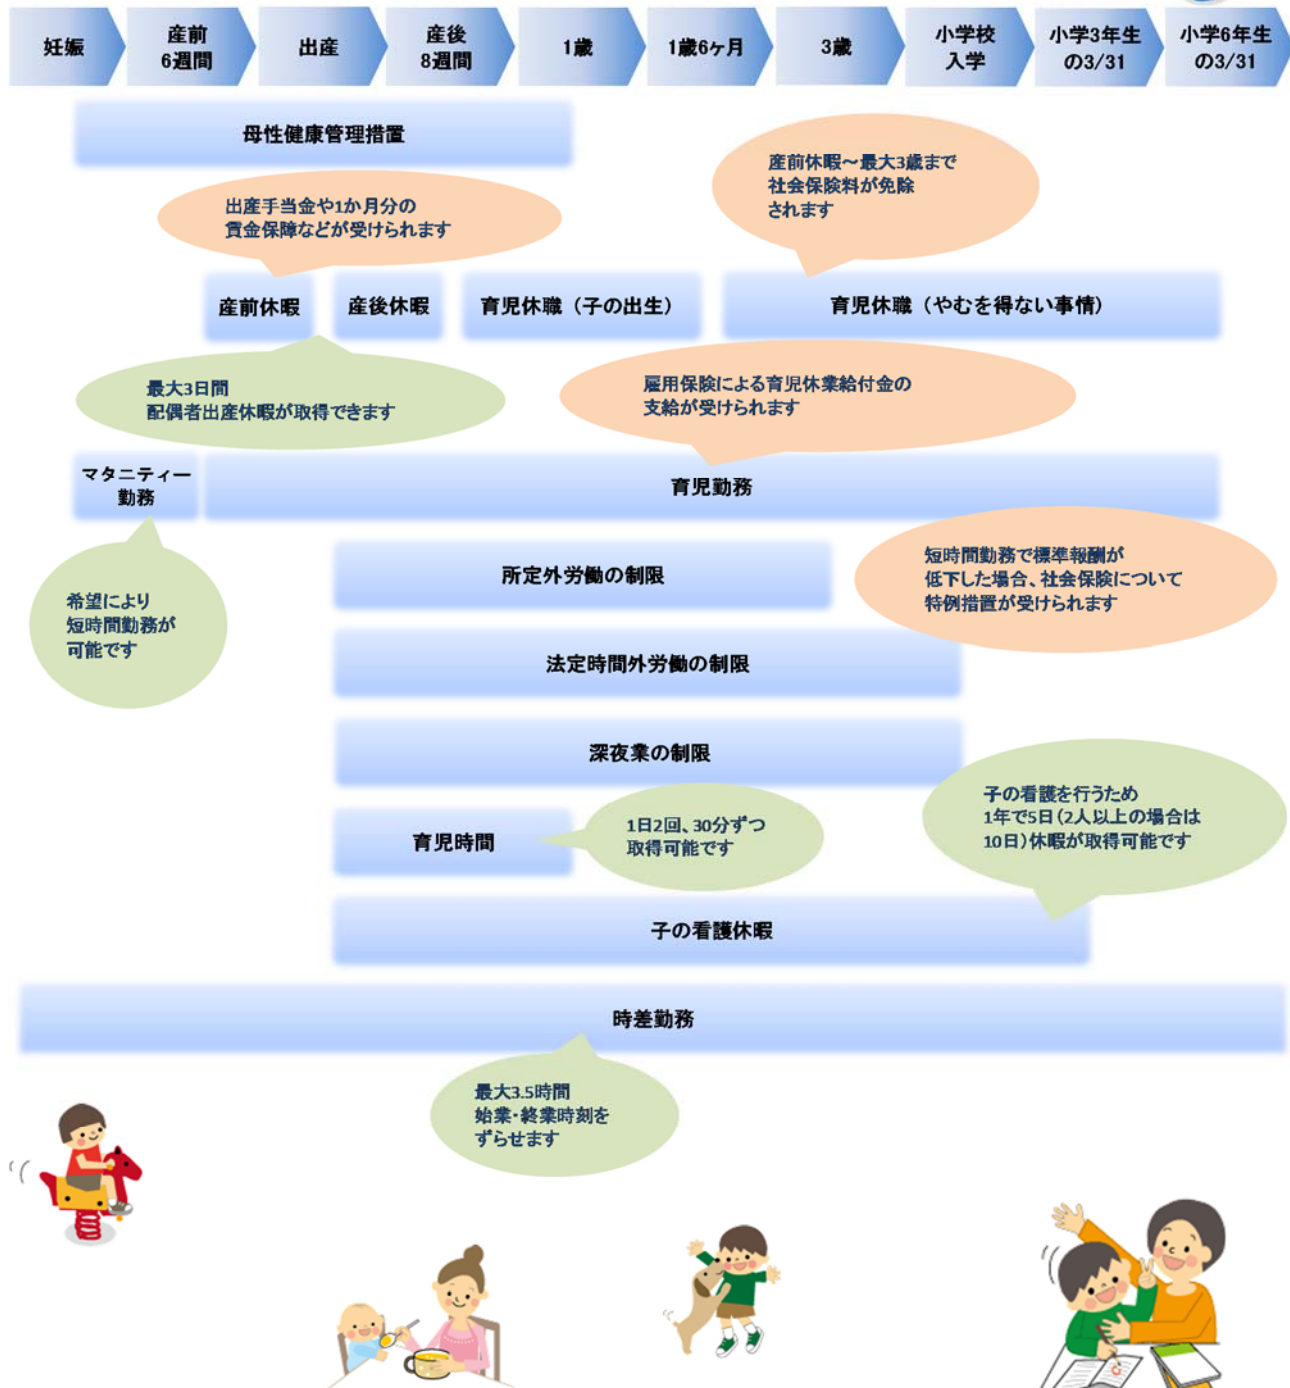 妊娠
産前
6週間
出産
産後
8週間
1歳
1歳6ヶ月
3歳
小学校
入学
小学3年生
の3/31
小学6年生
の3/31
母性健康管理措置
産前休暇～最大3歳まで
社会保険料が免除
されます
出産手当金や1か月分の
賃金保障などが受けられます
産前休暇
産後休暇
育児休職（子の出生）
育児休職（やむを得ない事情）
最大3日間
配偶者出産休暇が取得できます
雇用保険による育児休業給付金の
支給が受けられます
マタニティー
勤務
育児勤務
短時間勤務で標準報酬が
低下した場合、社会保険について
特例措置が受けられます
所定外労働の制限
希望により
短時間勤務が
可能です
法定時間外労働の制限
深夜業の制限
子の看護を行うため
1年で5日（2人以上の場合は
10日）休暇が取得可能です
育児時間
1日2回、30分ずつ
取得可能です
子の看護休暇
時差勤務
最大3.5時間
始業・終業時刻を
ずらせます